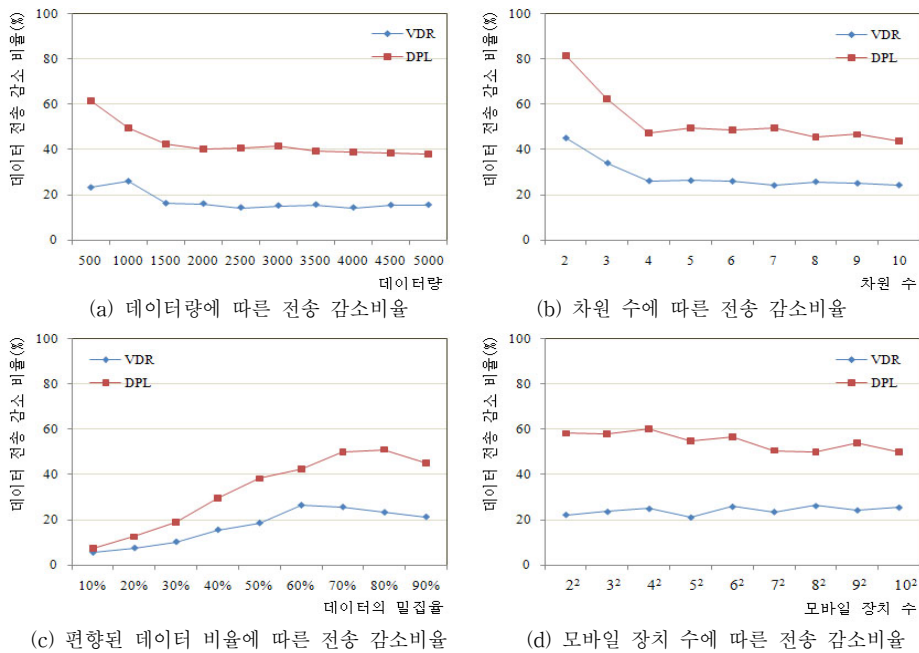 데이터 전송 감소 비율(%)
100
80
60
40
20
0
VDR
DPL
500 1000 1500 2000 2500 3000 3500 4000 4500 5000
데이터량
(a) 데이터량에 따른 전송 감소비율
데이터 전송 감소 비율(%)
100
80
60
40
20
0
VDR
DPL
2 3 4 5 6 7 8 9 10
차원 수
(b) 차원 수에 따른 전송 감소비율
데이터 전송 감소 비율(%)
100
80
60
40
20
0
VDR
DPL
10% 20% 30% 40% 50% 60% 70% 80% 90%
데이터의 밀집율
(c) 편향된 데이터 비율에 따른 전송 감소비율
데이터 전송 감소 비율(%)
100
80
60
40
20
0
VDR
DPL
2² 3² 4² 5² 6² 7² 8² 9² 10²
모바일 장치 수
(d) 모바일 장치 수에 따른 전송 감소비율